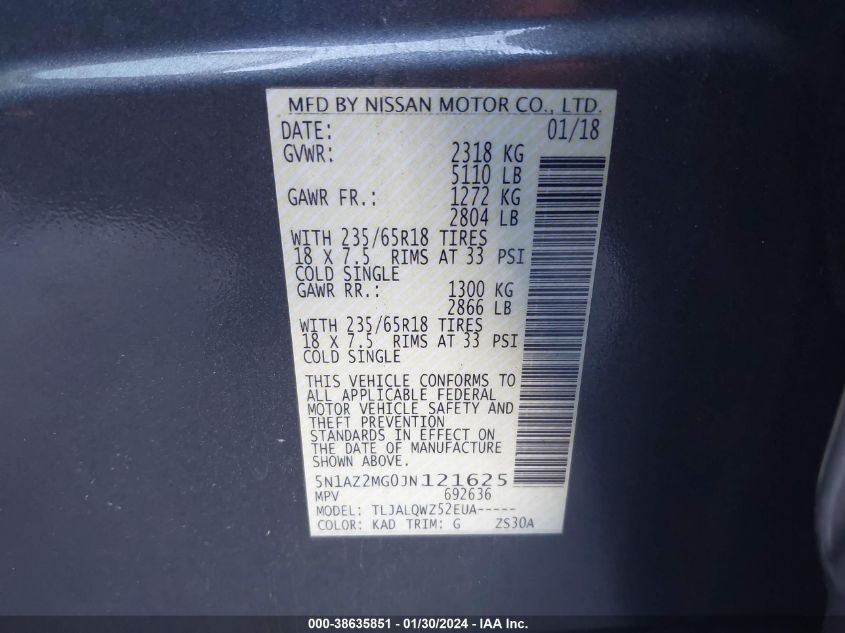 MFD BY NISSAN MOTOR CO., LTD.
DATE: 01/18
GVWR: 2318 KG
5110 LB
GAWR FR.: 1272 KG
2804 LB
WITH 235/65R18 TIRES
18 X 7.5 RIMS AT 33 PSI
COLD SINGLE
GAWR RR.: 1300 KG
2866 LB
WITH 235/65R18 TIRES
18 X 7.5 RIMS AT 33 PSI
COLD SINGLE
THIS VEHICLE CONFORMS TO
ALL APPLICABLE FEDERAL
MOTOR VEHICLE SAFETY AND
THEFT PREVENTION
STANDARDS IN EFFECT ON
THE DATE OF MANUFACTURE
SHOWN ABOVE.
5N1AZ2MG0JN121625
MPV 692636
MODEL: TLJALQWZ52EUA-----
COLOR: KAD TRIM: G ZS30A
000-38635851 - 01/30/2024 - IAA Inc.